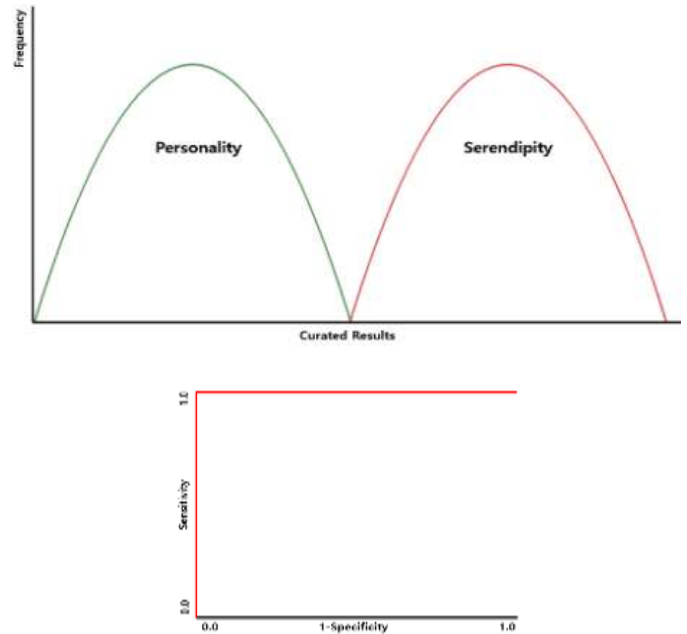 Frequency
Personality
Serendipity
Curated Results
1.0
Sensitivity
0.0
0.0
1-Specificity
1.0